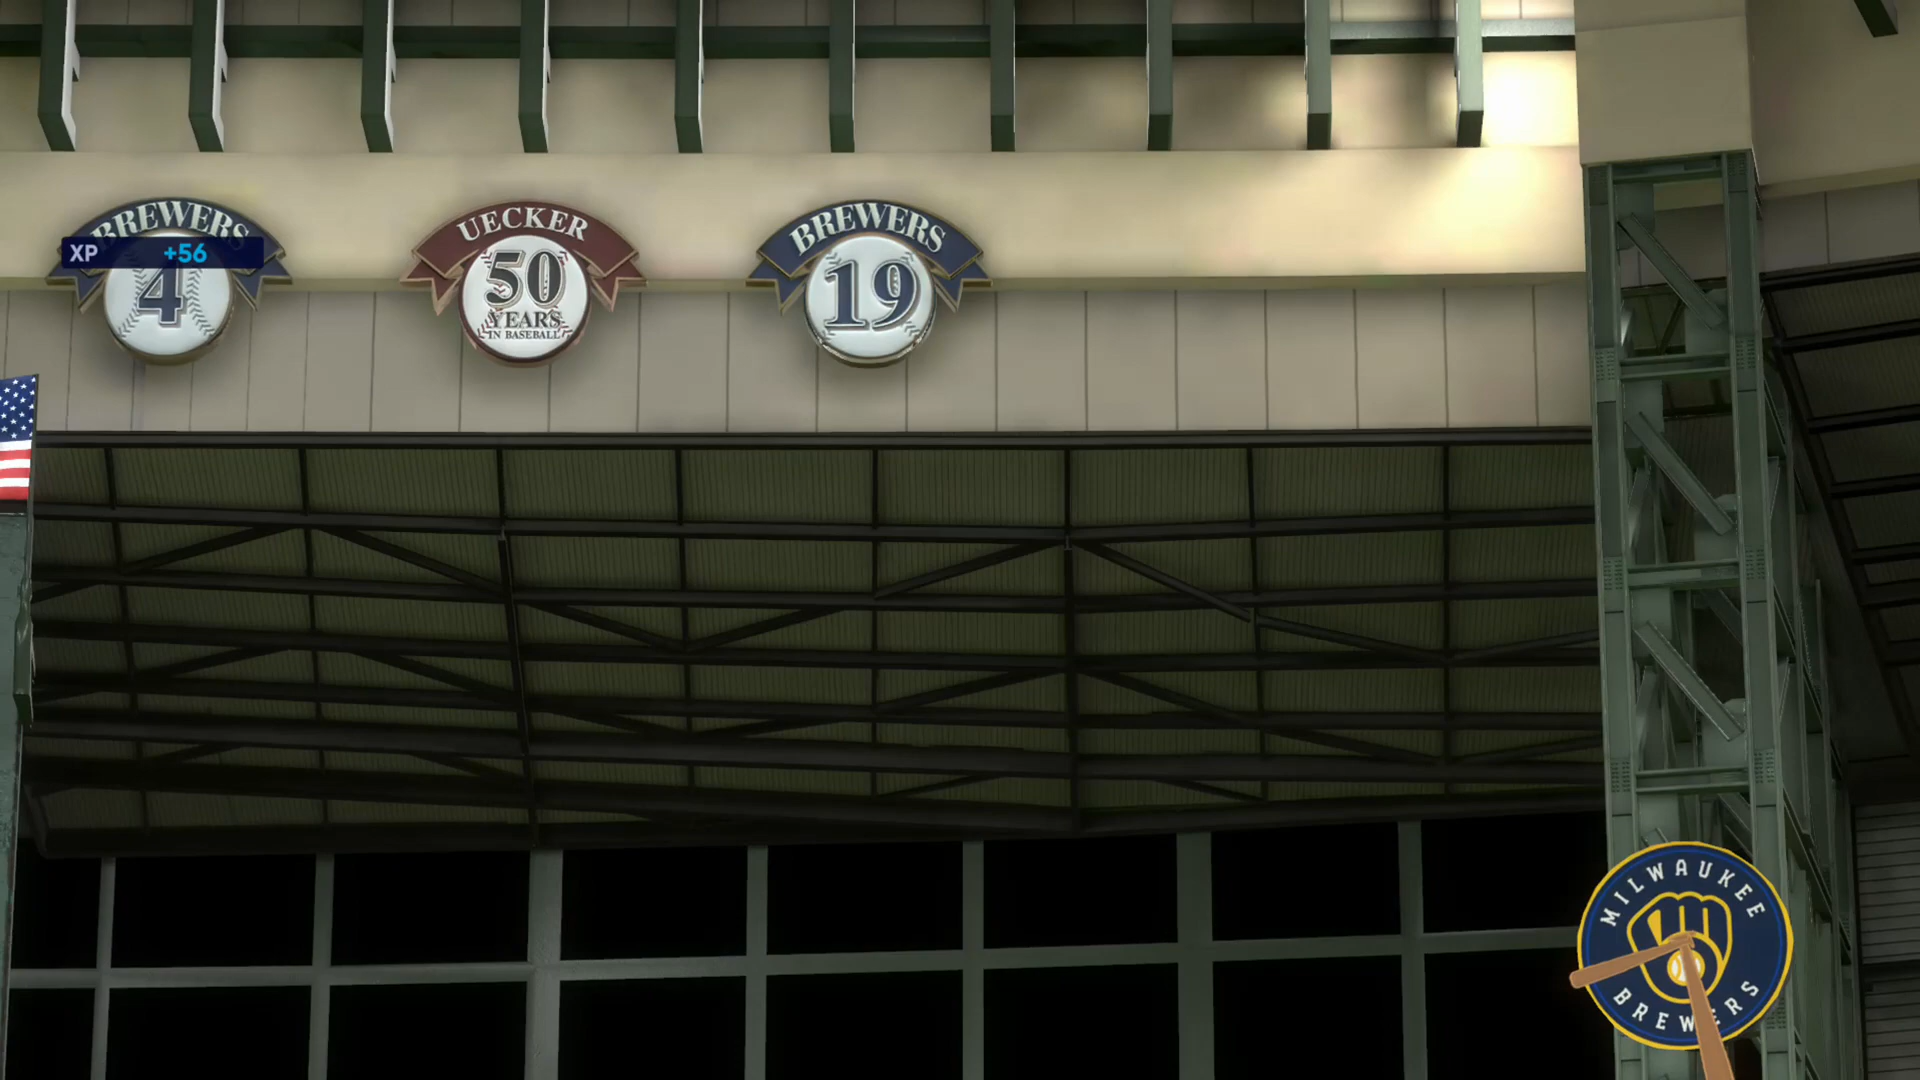 BREWERS
XP +56
4
UECKER
50
YEARS
IN BASEBALL
BREWERS
19
MILWAUKEE
BREWERS